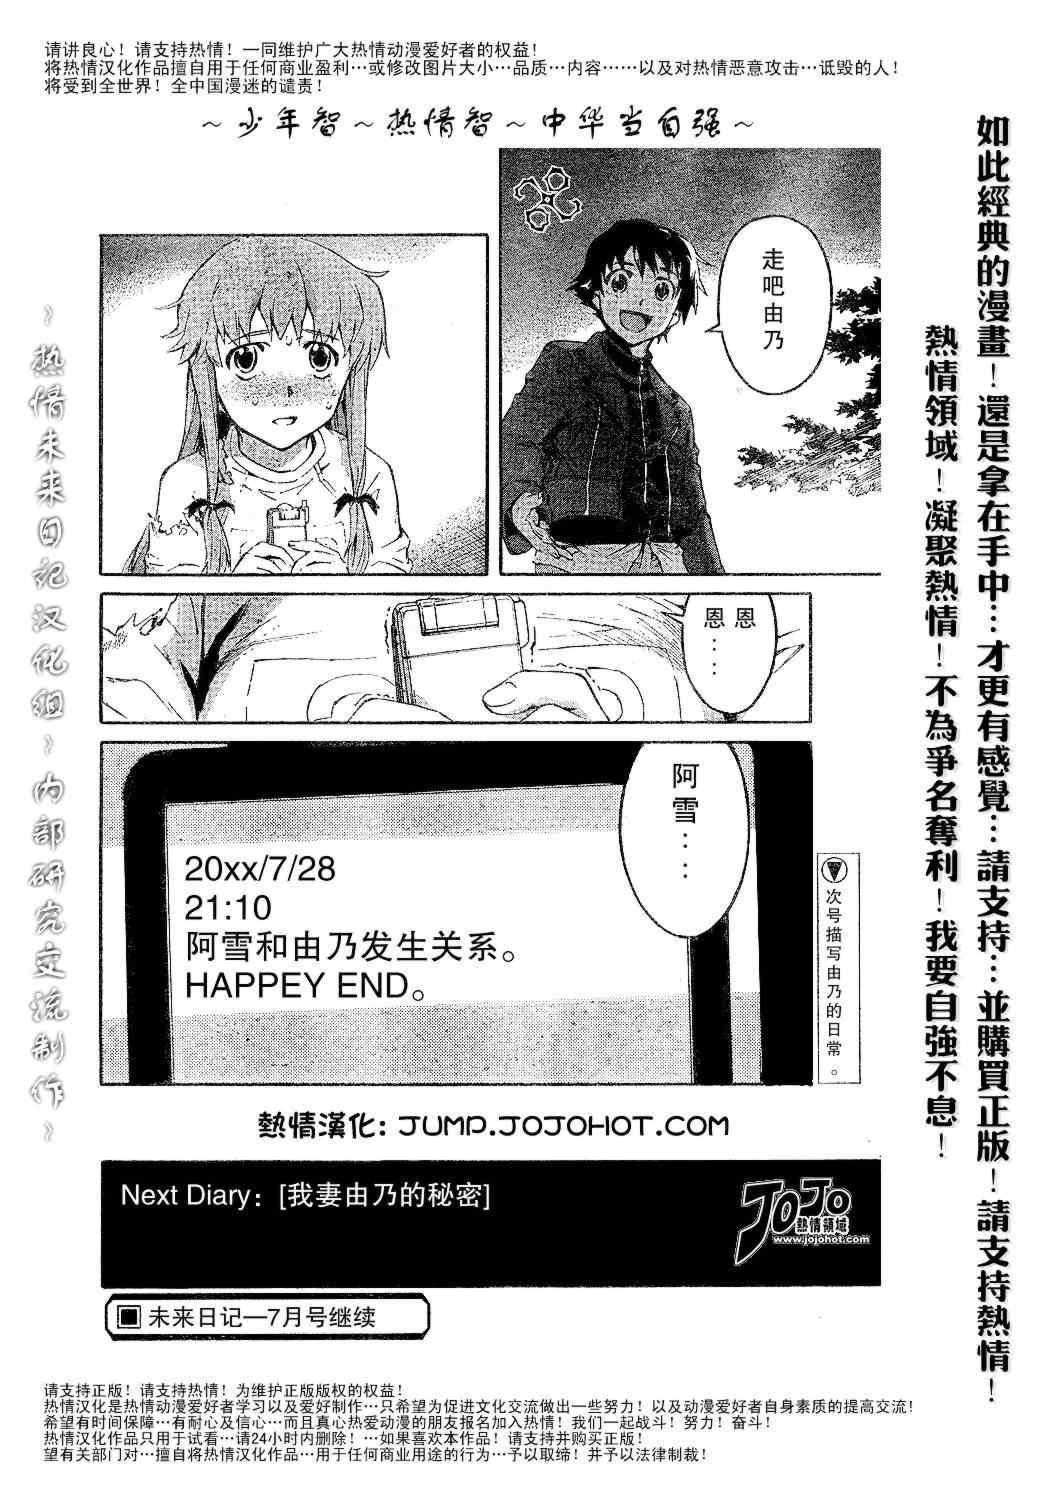 请讲良心！请支持热情！一同维护广大热情动漫爱好者的权益！
将热情汉化作品擅自用于任何商业盈利…或修改图片大小…品质…内容……以及对热情恶意攻击…诋毁的人！
将受到全世界！全中国漫迷的谴责！
～少年智～热情智～中华当自强～
如此經典的漫畫！還是拿在手中…才更有感覺…請支持…並購買正版！請支持熱情！
熱情領域！凝聚熱情！不為爭名奪利！我要自強不息！
～热情未来日记汉化组～内部研究交流制作～
走吧由乃
恩恩……
阿雪……
20xx/7/28
21:10
阿雪和由乃发生关系。
HAPPEY END。
次号描写由乃的日常。
熱情漢化: JUMP.JOJOHOT.COM
Next Diary：[我妻由乃的秘密]
JOJO
熱情領域
www.jojohot.com
未来日记—7月号继续
请支持正版！请支持热情！为维护正版版权的权益！
热情汉化是热情动漫爱好者学习以及爱好制作…只希望为促进文化交流做出一些努力！以及动漫爱好者自身素质的提高交流！
希望有时间保障…有耐心及信心…而且真心热爱动漫的朋友报名加入热情！我们一起战斗！努力！奋斗！
热情汉化作品只用于试看…请24小时内删除！…如果喜欢本作品！请支持并购买正版！
望有关部门对…擅自将热情汉化作品…用于任何商业用途的行为…予以取缔！并予以法律制裁！